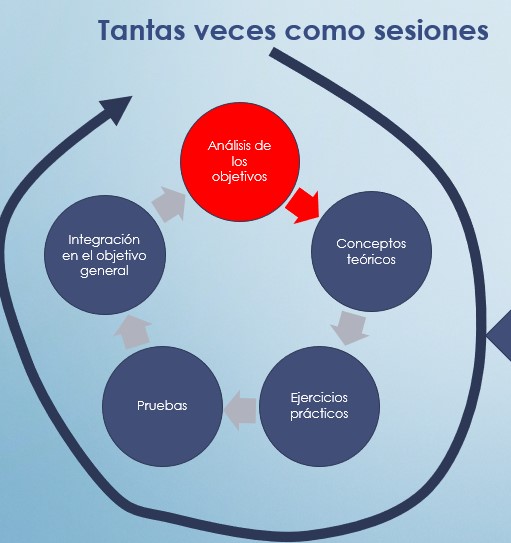 Tantas veces como sesiones
Análisis de
los
objetivos
Conceptos
teóricos
Ejercicios
prácticos
Pruebas
Integración
en el objetivo
general